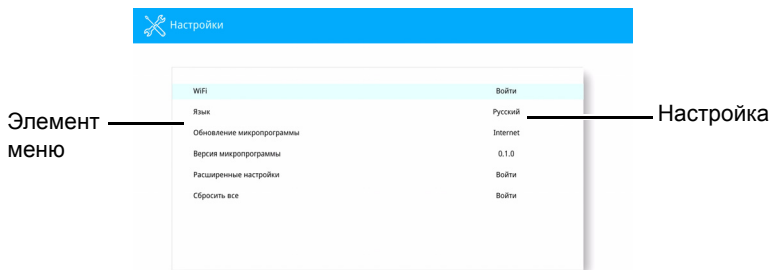 Настройки
WiFi Войти
Язык Русский
Обновление микропрограммы Internet
Версия микропрограммы 0.1.0
Расширенные настройки Войти
Сбросить все Войти
Элемент
меню
Настройка